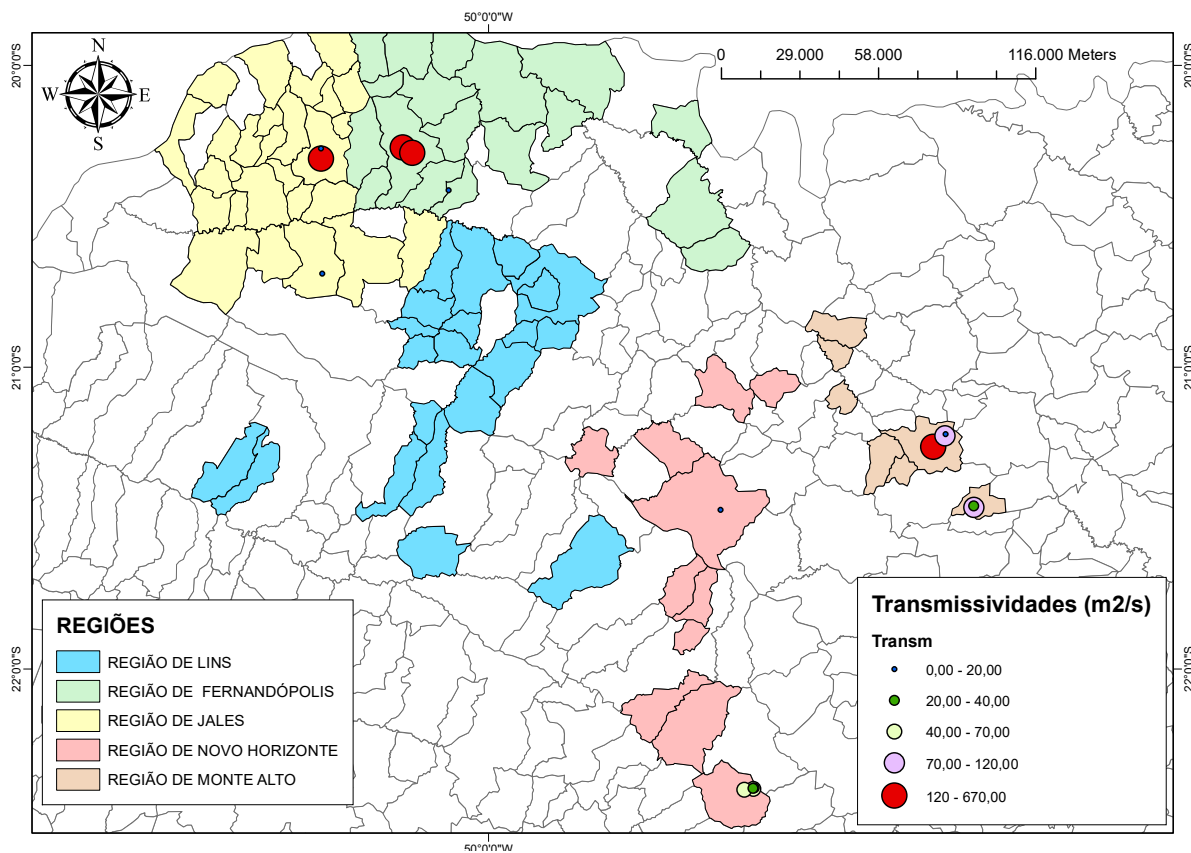 50°0'0"W
N
W
E
S
0 29.000 58.000 116.000 Meters
20°0'0"S
20°0'0"S
21°0'0"S
21°0'0"S
22°0'0"S
22°0'0"S
REGIÕES
REGIÃO DE LINS
REGIÃO DE FERNANDÓPOLIS
REGIÃO DE JALES
REGIÃO DE NOVO HORIZONTE
REGIÃO DE MONTE ALTO
Transmissividades (m2/s)
Transm
0,00 - 20,00
20,00 - 40,00
40,00 - 70,00
70,00 - 120,00
120 - 670,00
50°0'0"W